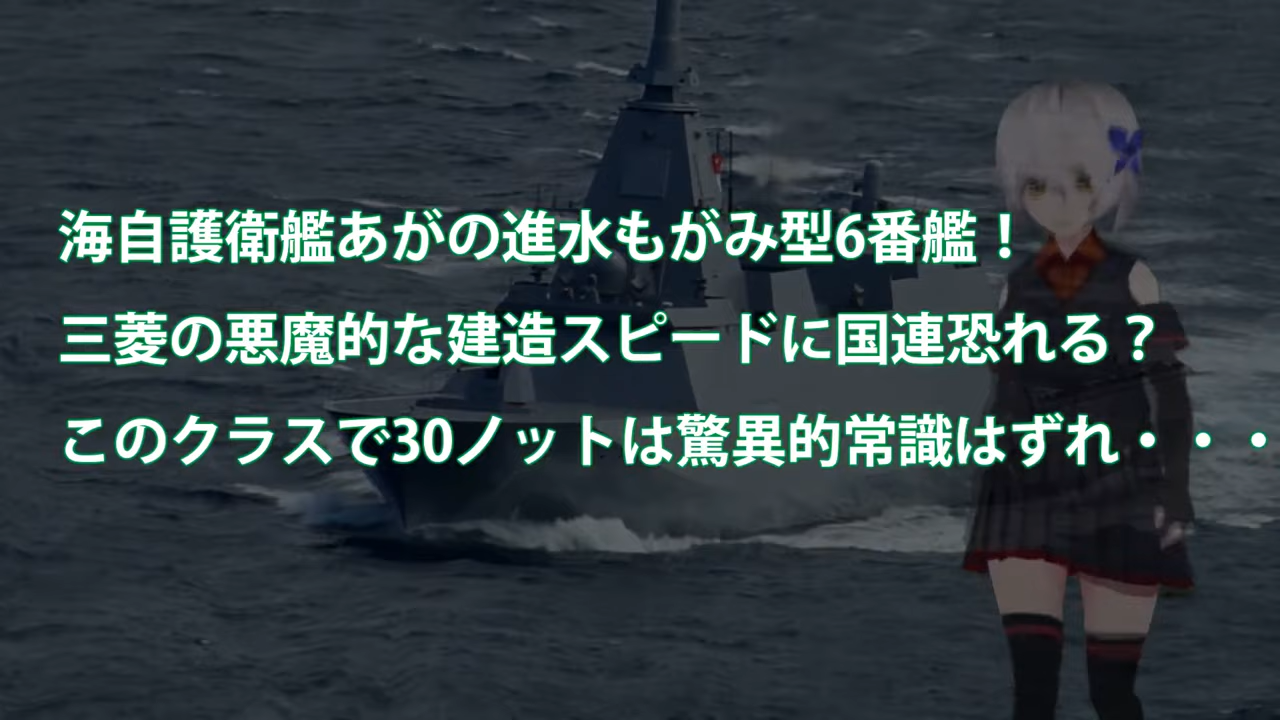 海自護衛艦あがの進水もがみ型6番艦！
三菱の悪魔的な建造スピードに国連恐れる？
このクラスで30ノットは驚異的常識はずれ・・・